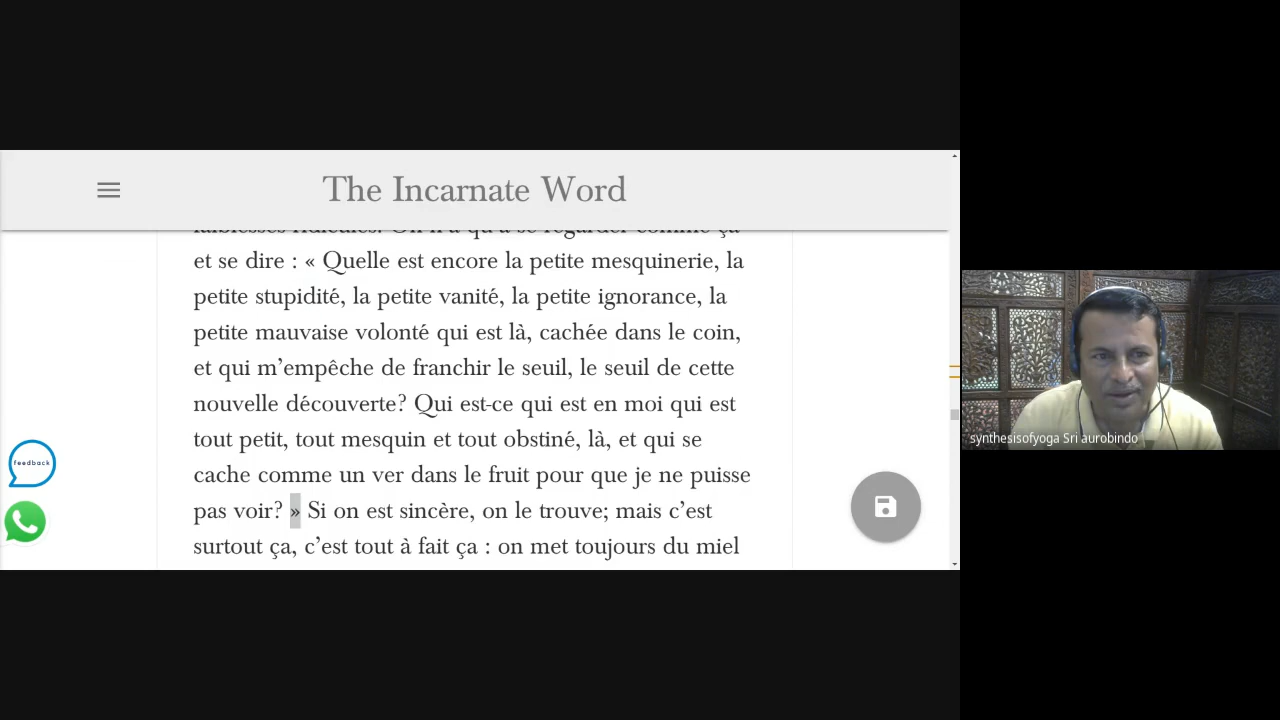 The Incarnate Word
et se dire : « Quelle est encore la petite mesquinerie, la
petite stupidité, la petite vanité, la petite ignorance, la
petite mauvaise volonté qui est là, cachée dans le coin,
et qui m’empêche de franchir le seuil, le seuil de cette
nouvelle découverte? Qui est-ce qui est en moi qui est
tout petit, tout mesquin et tout obstiné, là, et qui se
cache comme un ver dans le fruit pour que je ne puisse
pas voir? » Si on est sincère, on le trouve; mais c’est
surtout ça, c’est tout à fait ça : on met toujours du miel
feedback
synthesisofyoga Sri aurobindo